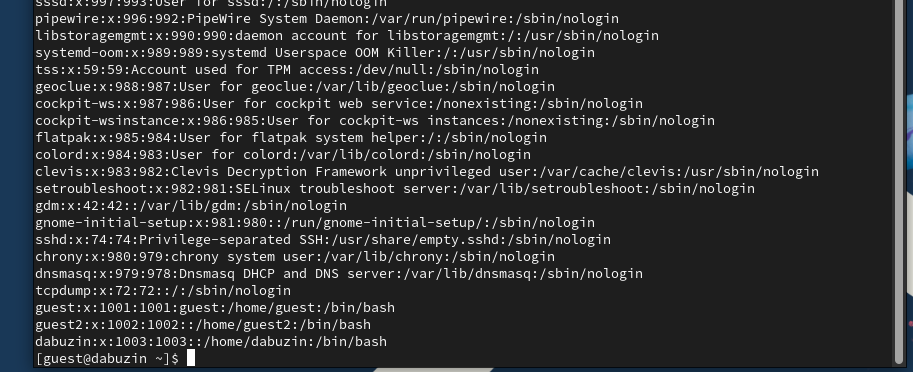 sssd:x:997:993:User for sssd:/:/sbin/nologin
pipewire:x:996:992:PipeWire System Daemon:/var/run/pipewire:/sbin/nologin
libstoragemgmt:x:990:990:daemon account for libstoragemgmt:/:/usr/sbin/nologin
systemd-oom:x:989:989:systemd Userspace OOM Killer:/:/usr/sbin/nologin
tss:x:59:59:Account used for TPM access:/dev/null:/sbin/nologin
geoclue:x:988:987:User for geoclue:/var/lib/geoclue:/sbin/nologin
cockpit-ws:x:987:986:User for cockpit web service:/nonexisting:/sbin/nologin
cockpit-wsinstance:x:986:985:User for cockpit-ws instances:/nonexisting:/sbin/nologin
flatpak:x:985:984:User for flatpak system helper:/:/sbin/nologin
colord:x:984:983:User for colord:/var/lib/colord:/sbin/nologin
clevis:x:983:982:Clevis Decryption Framework unprivileged user:/var/cache/clevis:/usr/sbin/nologin
setroubleshoot:x:982:981:SELinux troubleshoot server:/var/lib/setroubleshoot:/sbin/nologin
gdm:x:42:42::/var/lib/gdm:/sbin/nologin
gnome-initial-setup:x:981:980::/run/gnome-initial-setup/:/sbin/nologin
sshd:x:74:74:Privilege-separated SSH:/usr/share/empty.sshd:/sbin/nologin
chrony:x:980:979:chrony system user:/var/lib/chrony:/sbin/nologin
dnsmasq:x:979:978:Dnsmasq DHCP and DNS server:/var/lib/dnsmasq:/sbin/nologin
tcpdump:x:72:72::/:/sbin/nologin
guest:x:1001:1001:guest:/home/guest:/bin/bash
guest2:x:1002:1002::/home/guest2:/bin/bash
dabuzin:x:1003:1003::/home/dabuzin:/bin/bash
[guest@dabuzin ~]$